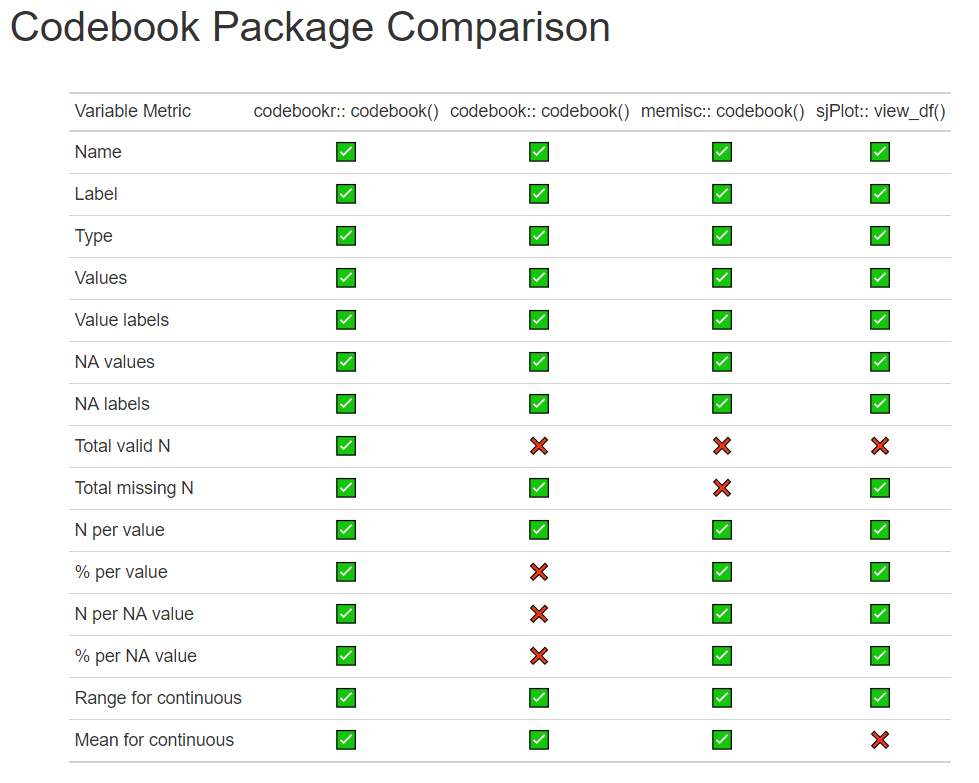 Codebook Package Comparison
Variable Metric codebookr:: codebook() codebook:: codebook() memisc:: codebook() sjPlot:: view_df()
Name ✅ ✅ ✅ ✅
Label ✅ ✅ ✅ ✅
Type ✅ ✅ ✅ ✅
Values ✅ ✅ ✅ ✅
Value labels ✅ ✅ ✅ ✅
NA values ✅ ✅ ✅ ✅
NA labels ✅ ✅ ✅ ✅
Total valid N ✅ ❌ ❌ ❌
Total missing N ✅ ✅ ❌ ✅
N per value ✅ ✅ ✅ ✅
% per value ✅ ❌ ✅ ✅
N per NA value ✅ ❌ ✅ ✅
% per NA value ✅ ❌ ✅ ✅
Range for continuous ✅ ✅ ✅ ✅
Mean for continuous ✅ ✅ ✅ ❌